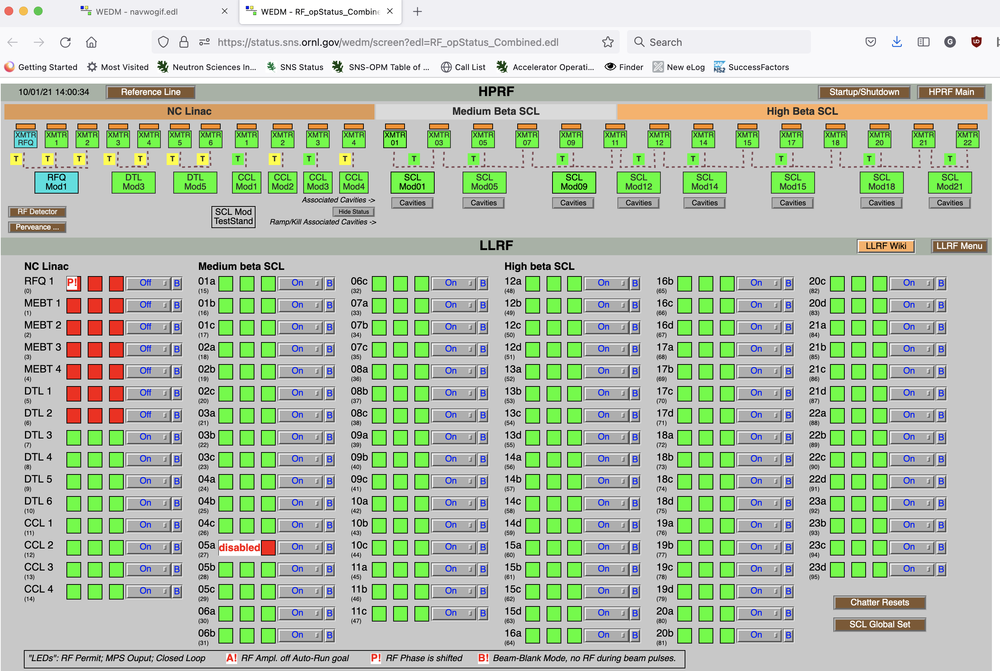 WEDM - navwogif.edl
WEDM - RF_opStatus_Combine
https://status.sns.ornl.gov/wedm/screen?edl=RF_opStatus_Combined.edl
Search
Getting Started Most Visited Neutron Sciences In... SNS Status SNS-OPM Table of ... Call List Accelerator Operati... Finder New eLog SuccessFactors
10/01/21 14:00:34 Reference Line HPRF Startup/Shutdown HPRF Main
NC Linac Medium Beta SCL High Beta SCL
XMTR XMTR XMTR XMTR XMTR XMTR XMTR XMTR XMTR XMTR XMTR XMTR XMTR XMTR XMTR XMTR XMTR XMTR XMTR XMTR XMTR XMTR XMTR XMTR XMTR
RFQ 1 2 3 4 5 6 1 2 3 4 01 03 05 07 09 11 12 14 15 17 18 20 21 22
T T T T T T T T T T T T T T T T T T T
RFQ DTL DTL CCL CCL CCL CCL SCL SCL SCL SCL SCL SCL SCL SCL
Mod1 Mod3 Mod5 Mod1 Mod2 Mod3 Mod4 Mod01 Mod05 Mod09 Mod12 Mod14 Mod15 Mod18 Mod21
Associated Cavities -> Cavities Cavities Cavities Cavities Cavities Cavities Cavities Cavities
RF Detector SCL Mod Hide Status
TestStand
Perveance ... Ramp/Kill Associated Cavities ->
LLRF LLRF Wiki LLRF Menu
NC Linac Medium beta SCL High beta SCL
RFQ 1 P! Off B 01a On B 06c On B 12a On B 16b On B 20c On B
(0) (15) (32) (48) (65) (82)
MEBT 1 Off B 01b On B 07a On B 12b On B 16c On B 20d On B
(1) (16) (33) (49) (66) (83)
MEBT 2 Off B 01c On B 07b On B 12c On B 16d On B 21a On B
(2) (17) (34) (50) (67) (84)
MEBT 3 Off B 02a On B 07c On B 12d On B 17a On B 21b On B
(3) (18) (35) (51) (68) (85)
MEBT 4 Off B 02b On B 08a On B 13a On B 17b On B 21c On B
(4) (19) (36) (52) (69) (86)
DTL 1 Off B 02c On B 08b On B 13b On B 17c On B 21d On B
(5) (20) (37) (53) (70) (87)
DTL 2 Off B 03a On B 08c On B 13c On B 17d On B 22a On B
(6) (21) (38) (54) (71) (88)
DTL 3 On B 03b On B 09a On B 13d On B 18a On B 22b On B
(7) (22) (39) (55) (72) (89)
DTL 4 On B 03c On B 09b On B 14a On B 18b On B 22c On B
(8) (23) (40) (56) (73) (90)
DTL 5 On B 04a On B 09c On B 14b On B 18c On B 22d On B
(9) (24) (41) (57) (74) (91)
DTL 6 On B 04b On B 10a On B 14c On B 18d On B 23a On B
(10) (25) (42) (58) (75) (92)
CCL 1 On B 04c On B 10b On B 14d On B 19a On B 23b On B
(11) (26) (43) (59) (76) (93)
CCL 2 On B 05a disabled On B 10c On B 15a On B 19b On B 23c On B
(12) (27) (44) (60) (77) (94)
CCL 3 On B 05b On B 11a On B 15b On B 19c On B 23d On B
(13) (28) (45) (61) (78) (95)
CCL 4 On B 05c On B 11b On B 15c On B 19d On B
(14) (29) (46) (62) (79)
Chatter Resets
06a On B 11c On B 15d On B 20a On B
(30) (47) (63) (80)
SCL Global Set
06b On B 16a On B 20b On B
(31) (64) (81)
"LEDs": RF Permit; MPS Ouput; Closed Loop A! RF Ampl. off Auto-Run goal P! RF Phase is shifted B! Beam-Blank Mode, no RF during beam pulses.